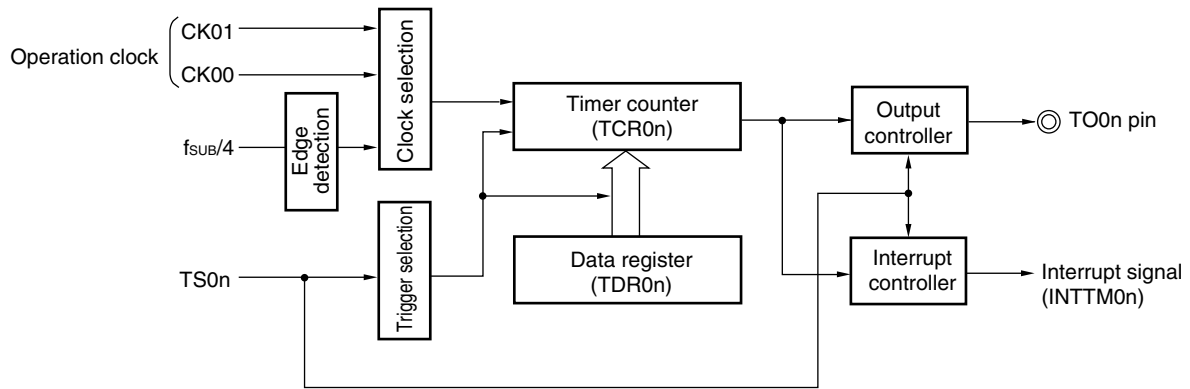 Operation clock
CK01
CK00
fSUB/4
Edge
detection
Clock selection
Timer counter
(TCR0n)
Output
controller
TO0n pin
TS0n
Trigger selection
Data register
(TDR0n)
Interrupt
controller
Interrupt signal
(INTTM0n)